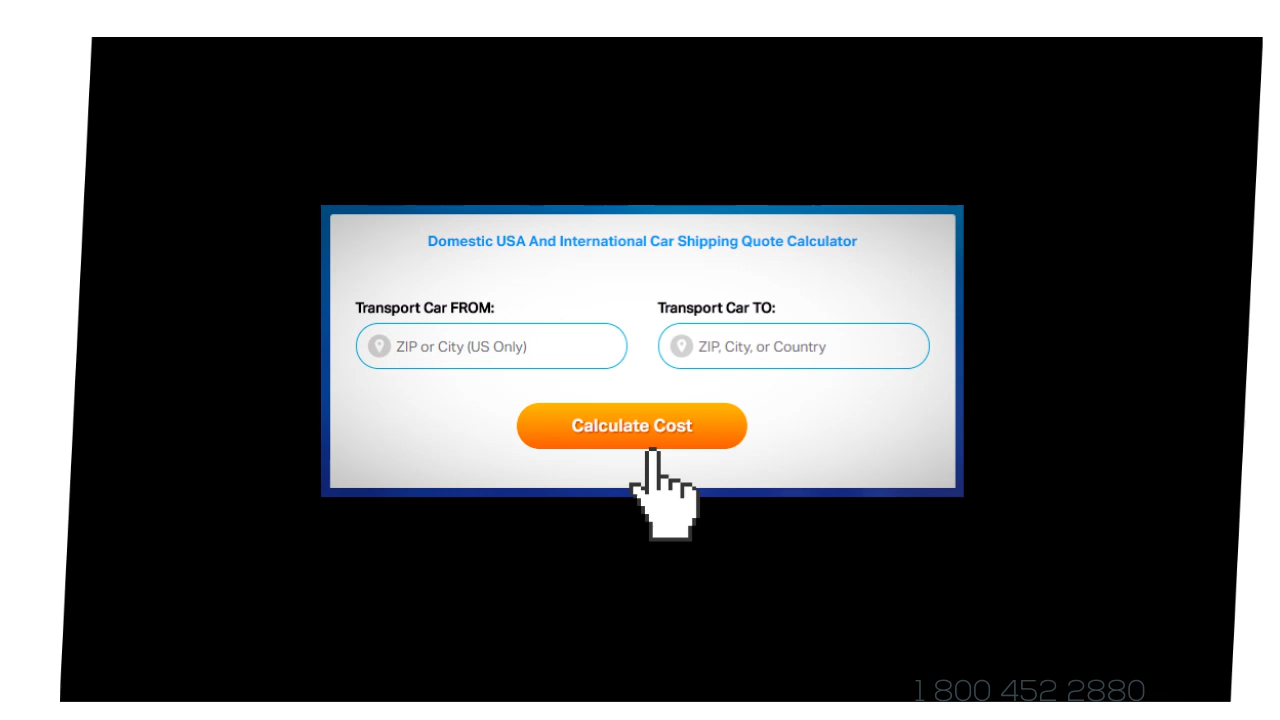 Domestic USA And International Car Shipping Quote Calculator
Transport Car FROM:
Transport Car TO:
ZIP or City (US Only)
ZIP, City, or Country
Calculate Cost
1 800 452 2880